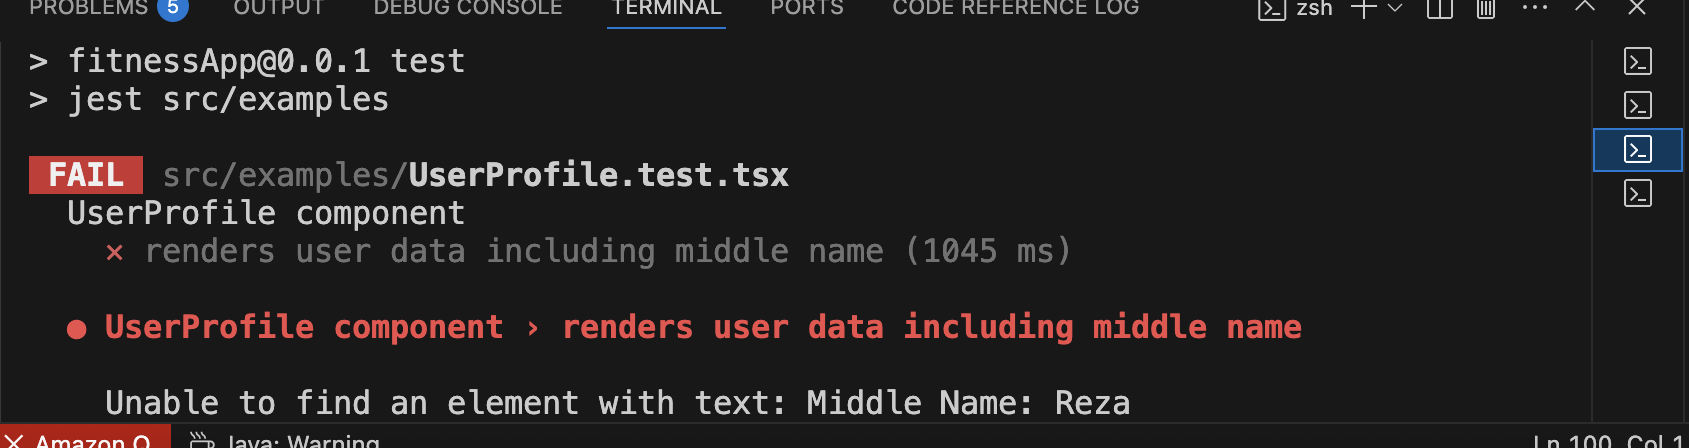 PROBLEMS 5 OUTPUT DEBUG CONSOLE TERMINAL PORTS CODE REFERENCE LOG zsh
> fitnessApp@0.0.1 test
> jest src/examples
FAIL src/examples/UserProfile.test.tsx
UserProfile component
× renders user data including middle name (1045 ms)
● UserProfile component › renders user data including middle name
Unable to find an element with text: Middle Name: Reza
Amazon Q Java: Warning Ln 100, Col 1